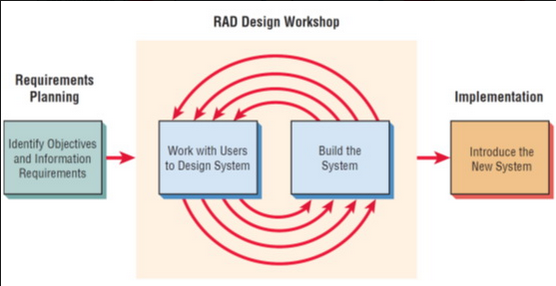 RAD Design Workshop
Requirements
Planning
Identify Objectives
and Information
Requirements
Work with Users
to Design System
Build the
System
Implementation
Introduce the
New System